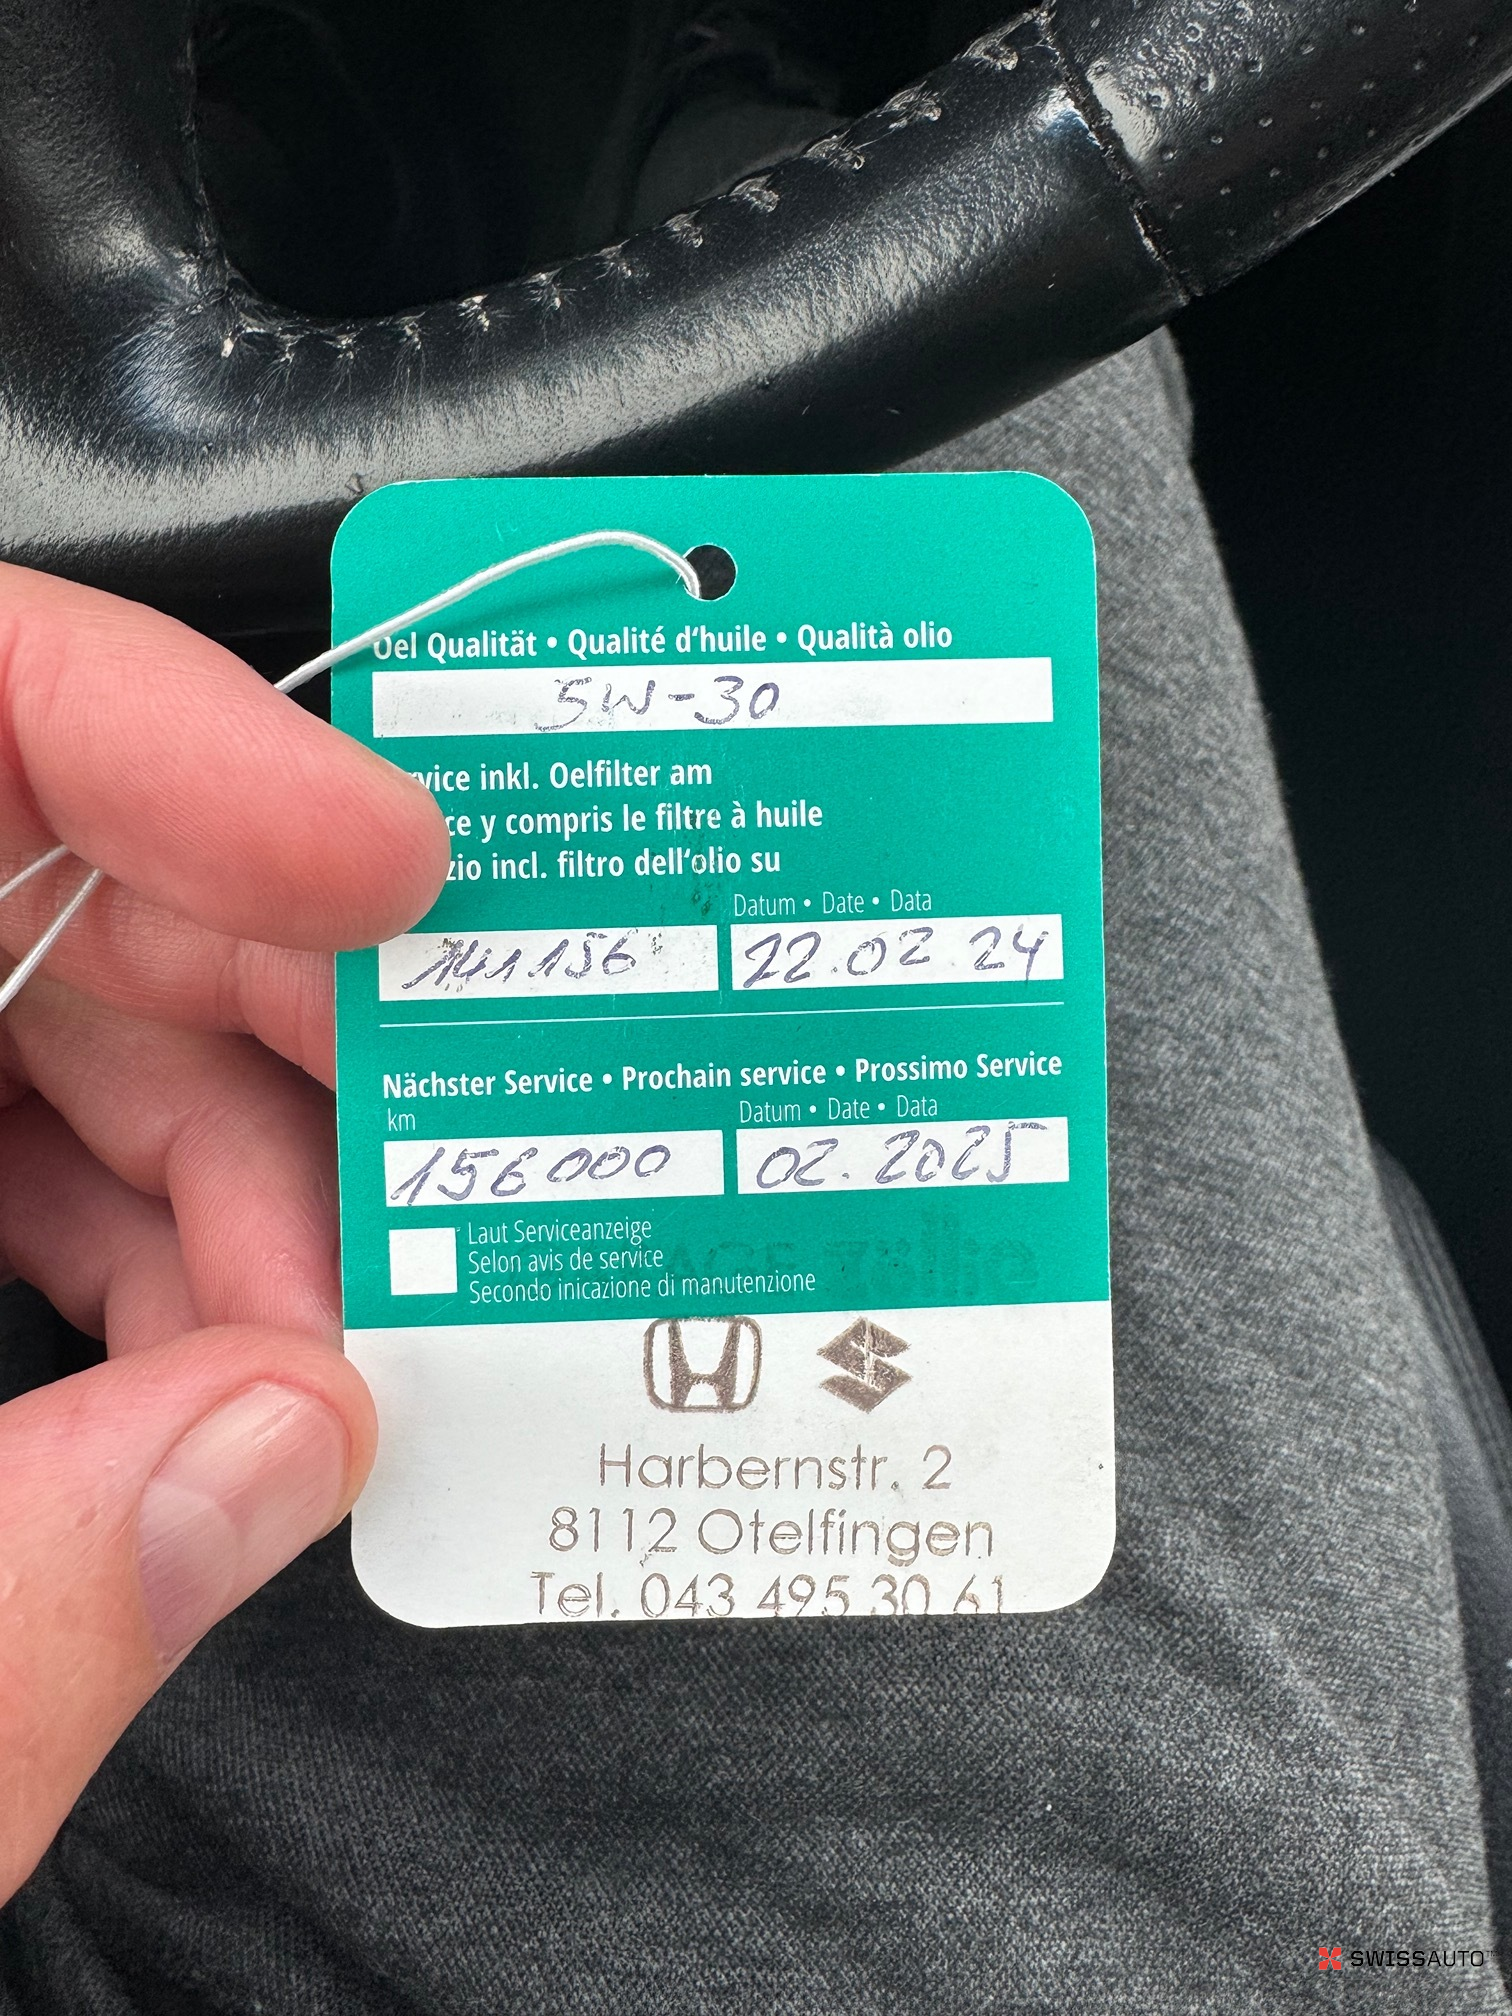 Oel Qualität • Qualité d'huile • Qualità olio
5W-30
rvice inkl. Oelfilter am
ce y compris le filtre à huile
zio incl. filtro dell'olio su
Datum • Date • Data
141156 22.02 24
Nächster Service • Prochain service • Prossimo Service
km Datum • Date • Data
156000 02.2025
Laut Serviceanzeige
Selon avis de service
Secondo inicazione di manutenzione
Harbernstr. 2
8112 Otelfingen
Tel. 043 495 30 61
SWISSAUTO